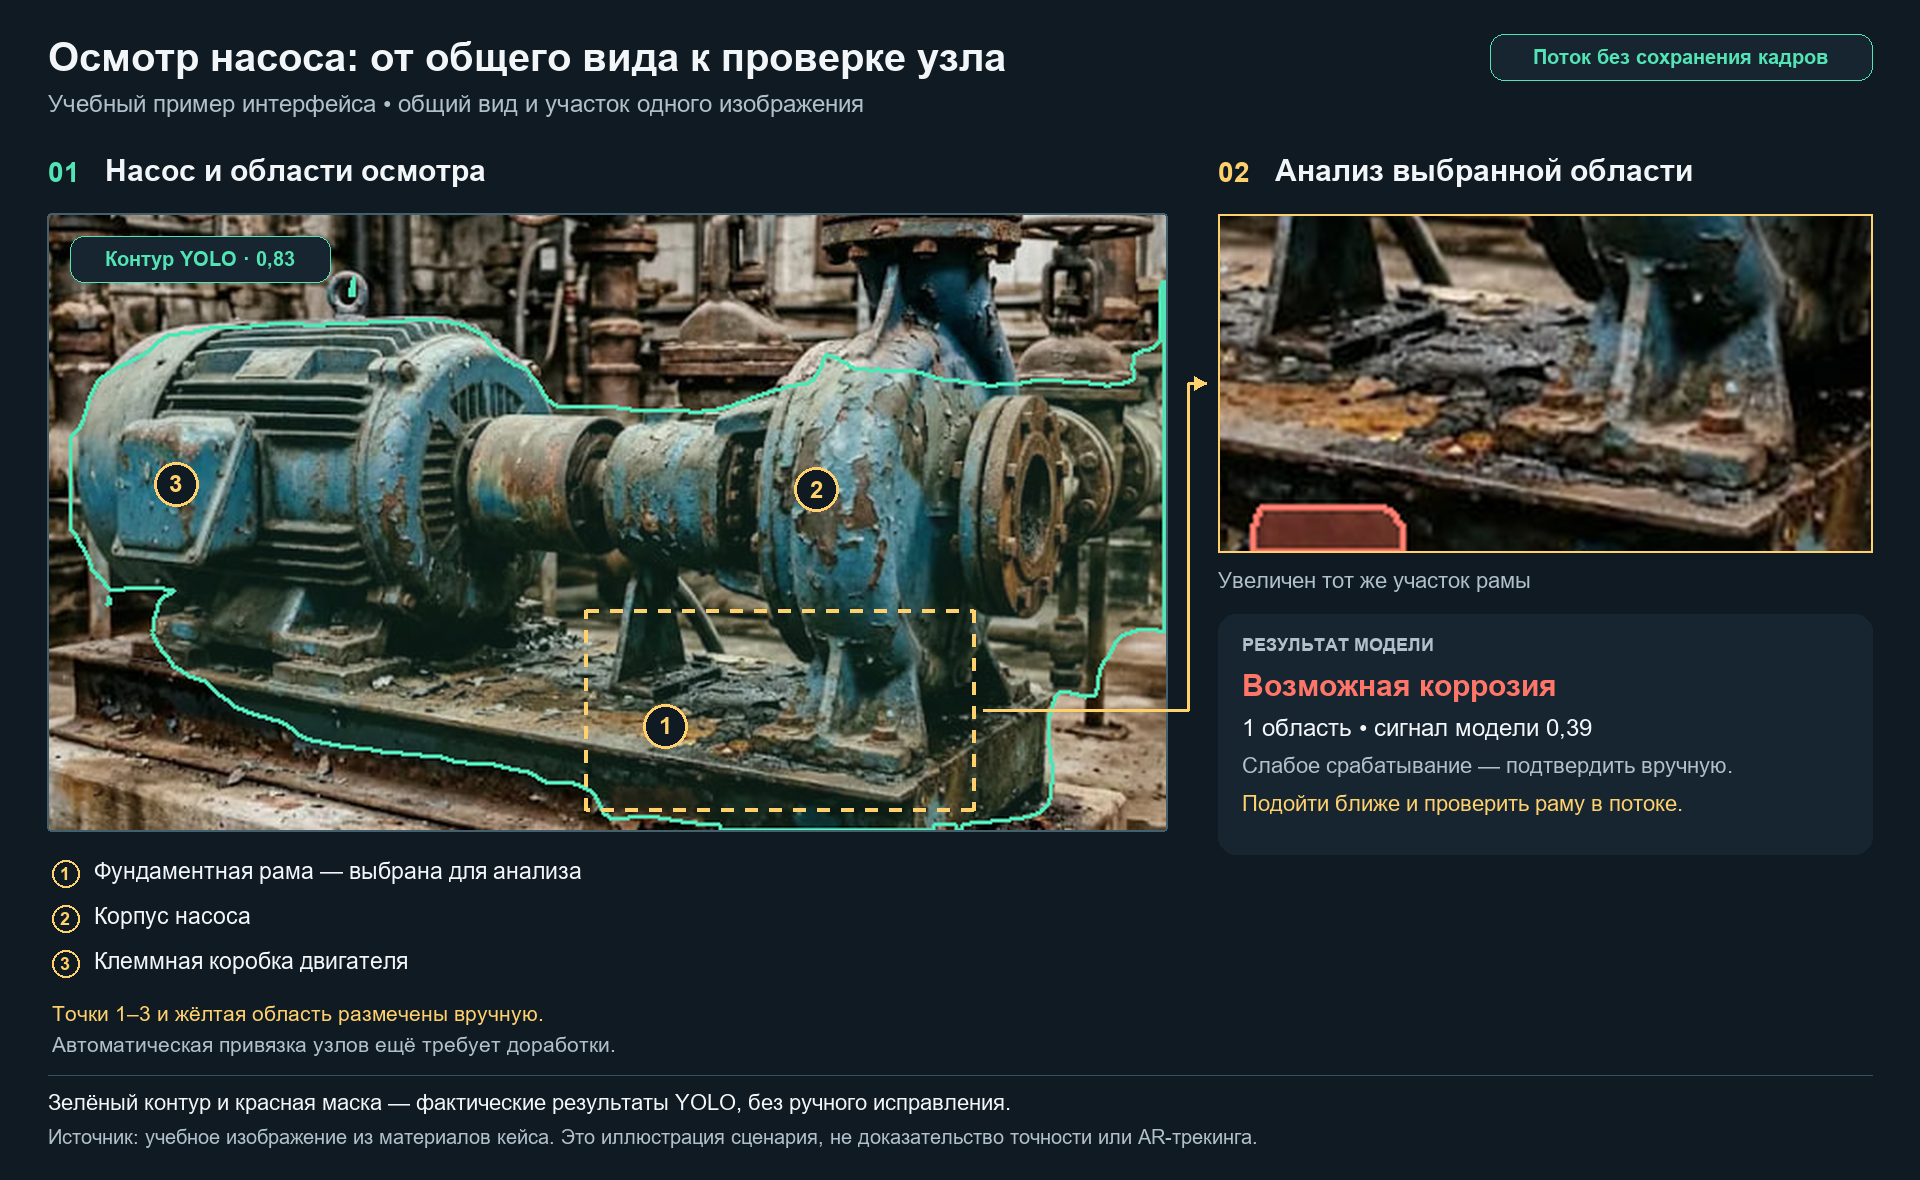 Осмотр насоса: от общего вида к проверке узла
Поток без сохранения кадров
Учебный пример интерфейса • общий вид и участок одного изображения
01 Насос и области осмотра
Контур YOLO · 0,83
3
2
1
1 Фундаментная рама — выбрана для анализа
2 Корпус насоса
3 Клеммная коробка двигателя
Точки 1–3 и жёлтая область размечены вручную.
Автоматическая привязка узлов ещё требует доработки.
02 Анализ выбранной области
Увеличен тот же участок рамы
РЕЗУЛЬТАТ МОДЕЛИ
Возможная коррозия
1 область • сигнал модели 0,39
Слабое срабатывание — подтвердить вручную.
Подойти ближе и проверить раму в потоке.
Зелёный контур и красная маска — фактические результаты YOLO, без ручного исправления.
Источник: учебное изображение из материалов кейса. Это иллюстрация сценария, не доказательство точности или AR-трекинга.